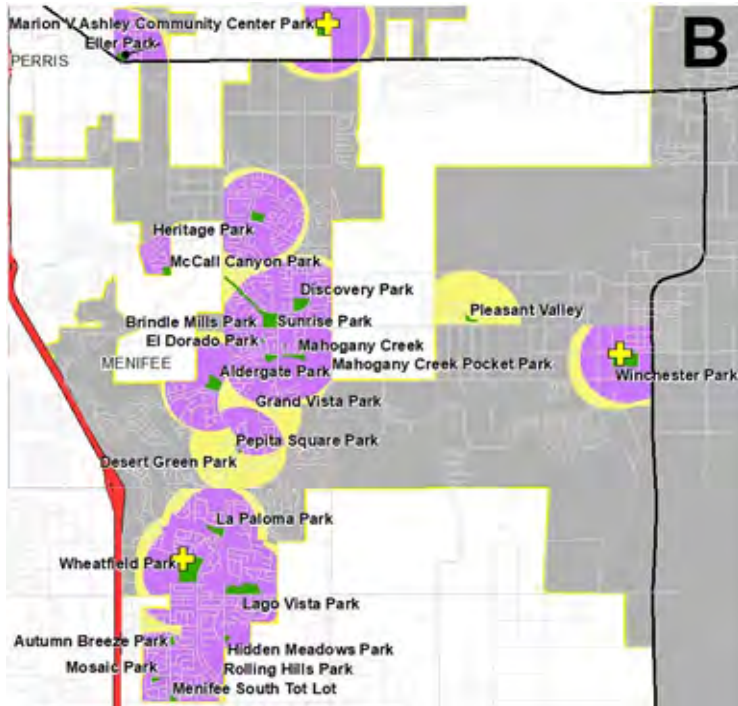 B
Marion V Ashley Community Center Park
Eller Park
PERRIS
Heritage Park
McCall Canyon Park
Discovery Park
Pleasant Valley
Brindle Mills Park
Sunrise Park
El Dorado Park
Mahogany Creek
MENIFEE
Aldergate Park
Mahogany Creek Pocket Park
Winchester Park
Grand Vista Park
Pepita Square Park
Desert Green Park
La Paloma Park
Wheatfield Park
Lago Vista Park
Autumn Breeze Park
Hidden Meadows Park
Mosaic Park
Rolling Hills Park
Menifee South Tot Lot